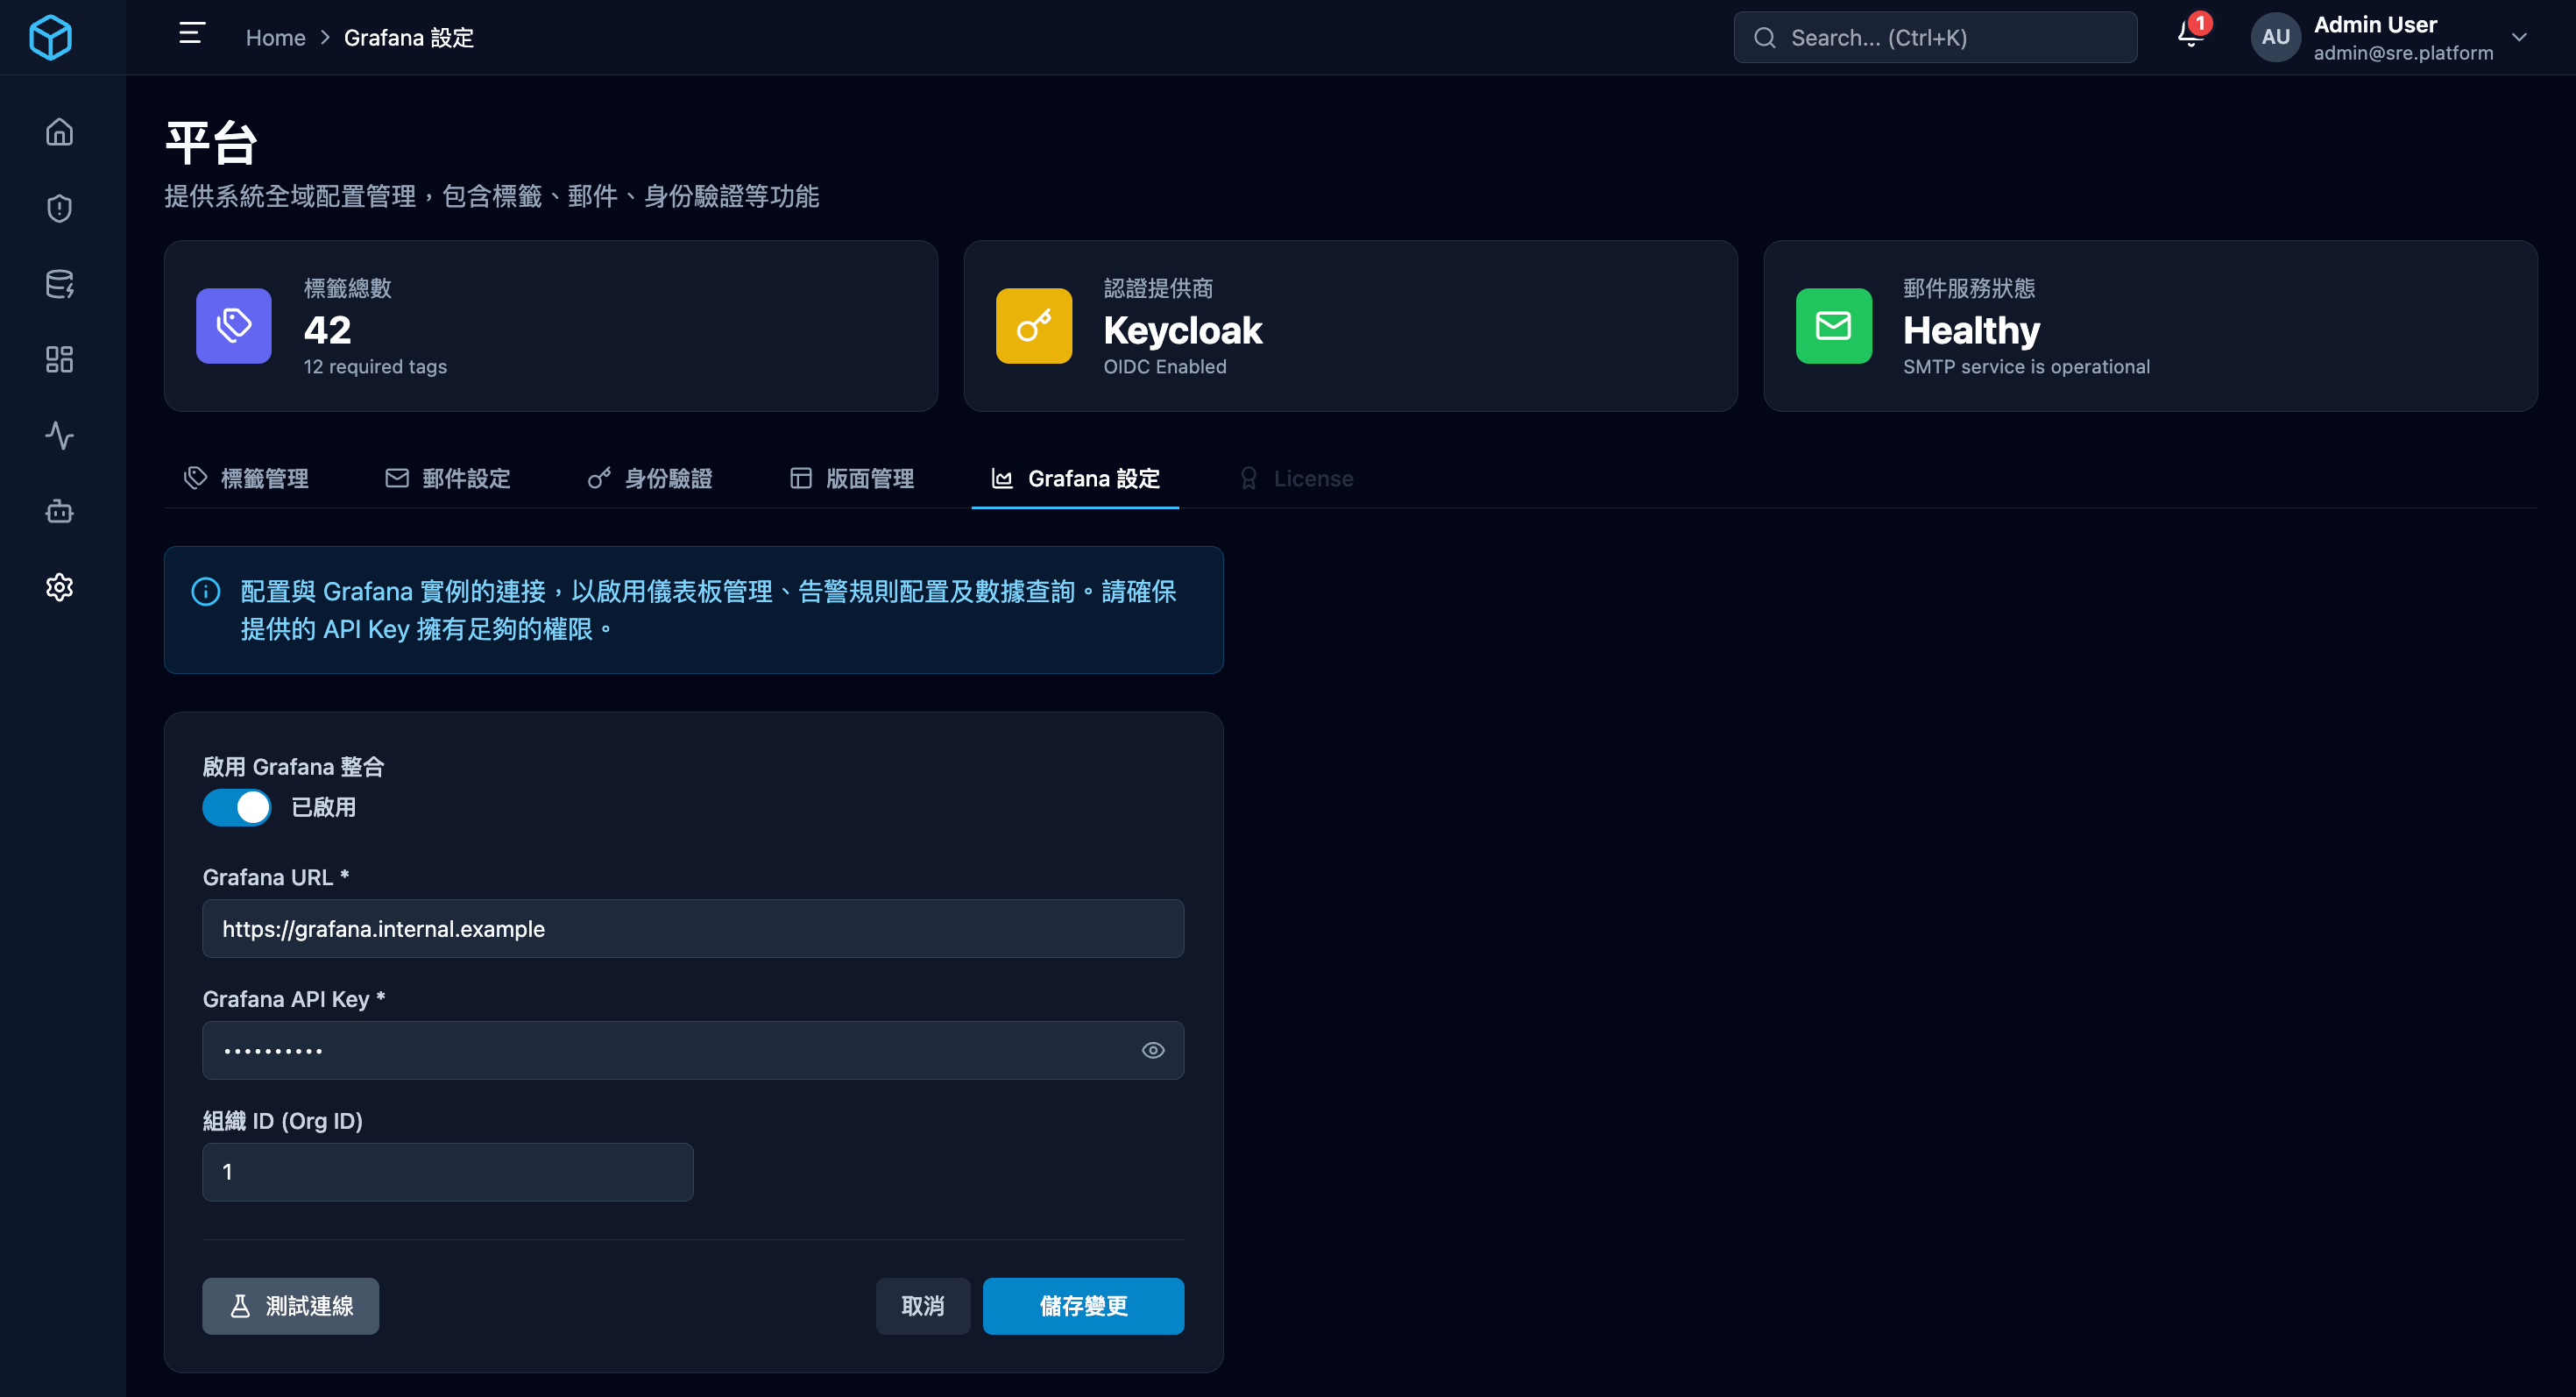 Home > Grafana 設定
Search... (Ctrl+K)
1
AU
Admin User
admin@sre.platform
平台
提供系統全域配置管理，包含標籤、郵件、身份驗證等功能
標籤總數
42
12 required tags
認證提供商
Keycloak
OIDC Enabled
郵件服務狀態
Healthy
SMTP service is operational
標籤管理
郵件設定
身份驗證
版面管理
Grafana 設定
License
配置與 Grafana 實例的連接，以啟用儀表板管理、告警規則配置及數據查詢。請確保
提供的 API Key 擁有足夠的權限。
啟用 Grafana 整合
已啟用
Grafana URL *
https://grafana.internal.example
Grafana API Key *
••••••••••
組織 ID (Org ID)
1
測試連線
取消
儲存變更